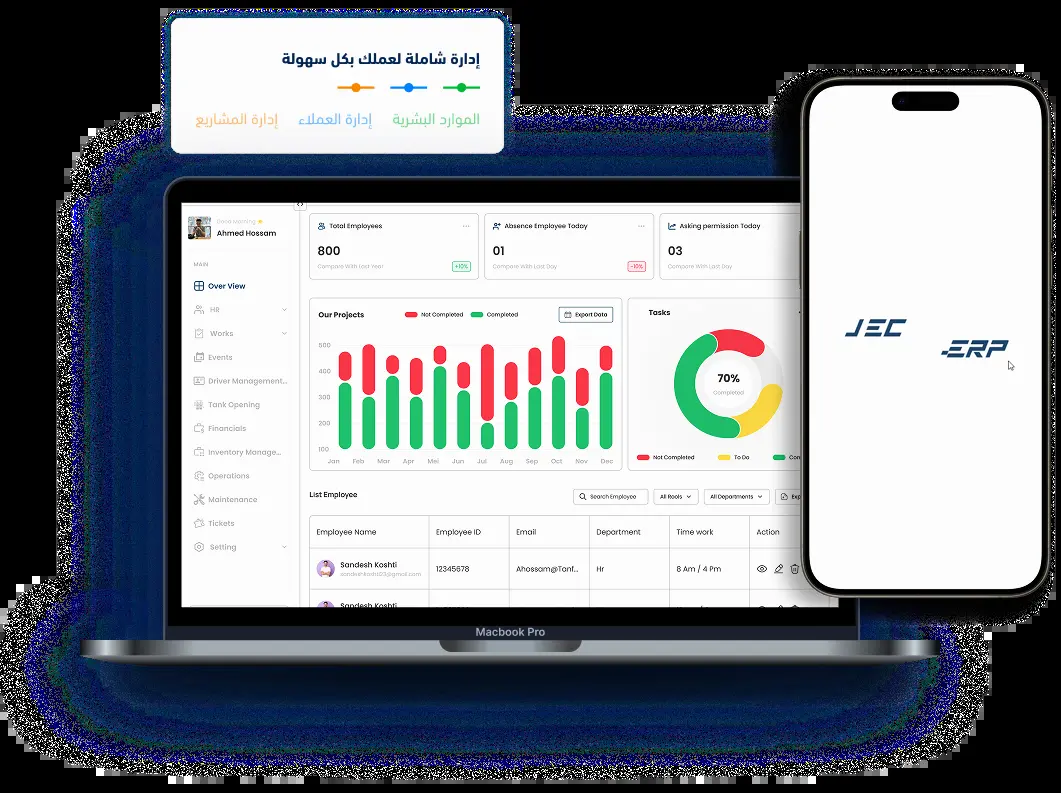 إدارة شاملة لعملك بكل سهولة
الموارد البشرية إدارة العملاء إدارة المشاريع
Good Morning
Ahmed Hossam
MAIN
Over View
HR
Works
Events
Driver Management...
Tank Opening
Financials
Inventory Manage...
Operations
Maintenance
Tickets
Setting
Total Employees ...
800
Compare With Last Year +10%
Absence Employee Today ...
01
Compare With Last Day -10%
Asking permission Today
03
Compare With Last Day
Our Projects Not Completed Completed Export Data
500
400
300
200
100
Jan Feb Mar Apr Mei Jun Jul Aug Sep Oct Nov Dec
Tasks
70%
Completed
Not Completed To Do Com
List Employee Search Employee All Rools All Departments Exp
Employee Name Employee ID Email Department Time work Action
Sandesh Koshti
12345678 Ahossam@Tanf... Hr 8 Am / 4 Pm
Sandesh Koshti
Macbook Pro
JEC
ERP